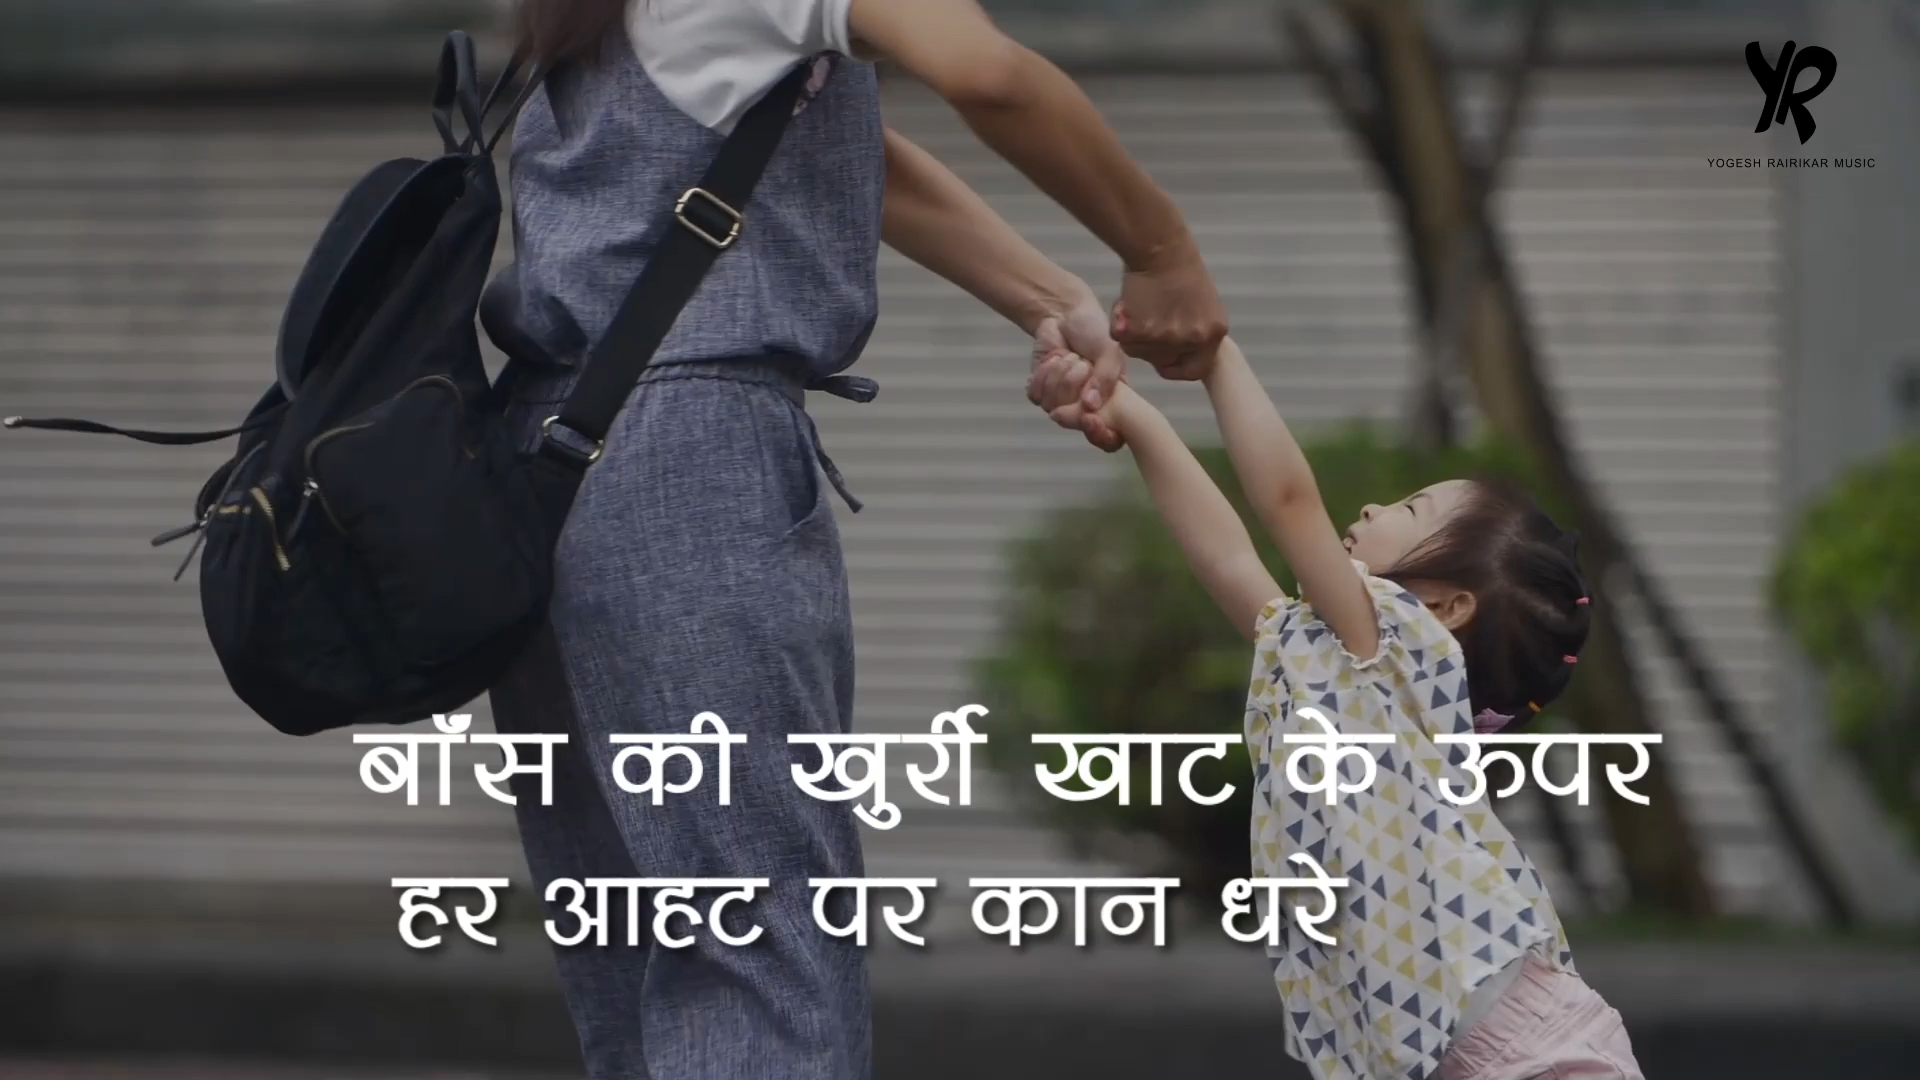 YR
YOGESH RAIRIKAR MUSIC
बाँस की खुर्री खाट के ऊपर
हर आहट पर कान धरे